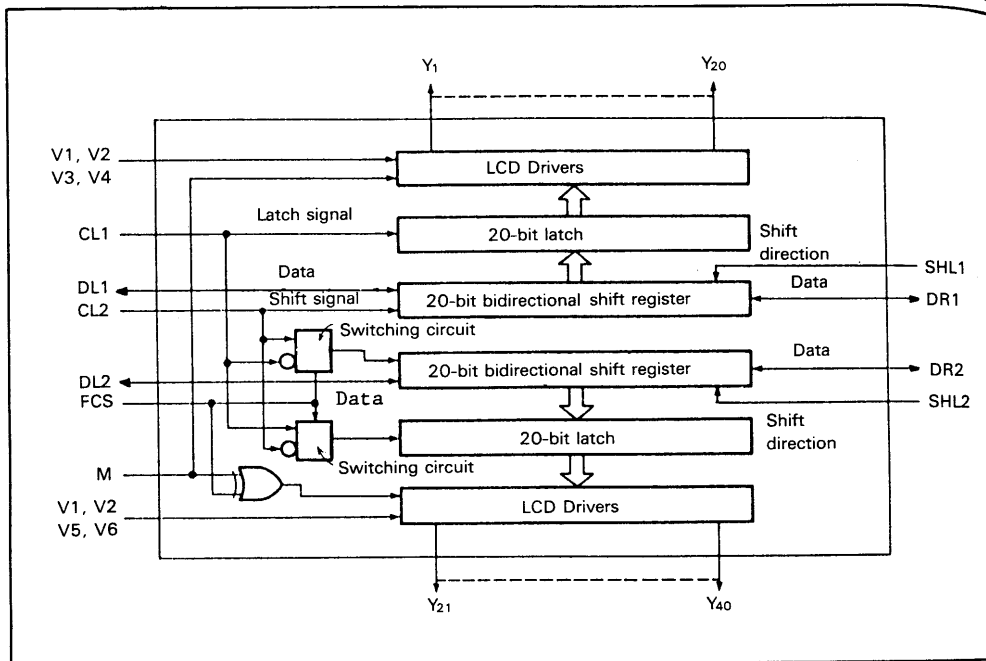 Y1
Y20
V1, V2
V3, V4
LCD Drivers
Latch signal
CL1
20-bit latch
Shift
direction
SHL1
Data
DL1
20-bit bidirectional shift register
Data
DR1
Shift signal
CL2
Switching circuit
20-bit bidirectional shift register
Data
DR2
DL2
Data
FCS
SHL2
20-bit latch
Shift
direction
Switching circuit
M
LCD Drivers
V1, V2
V5, V6
Y21
Y40